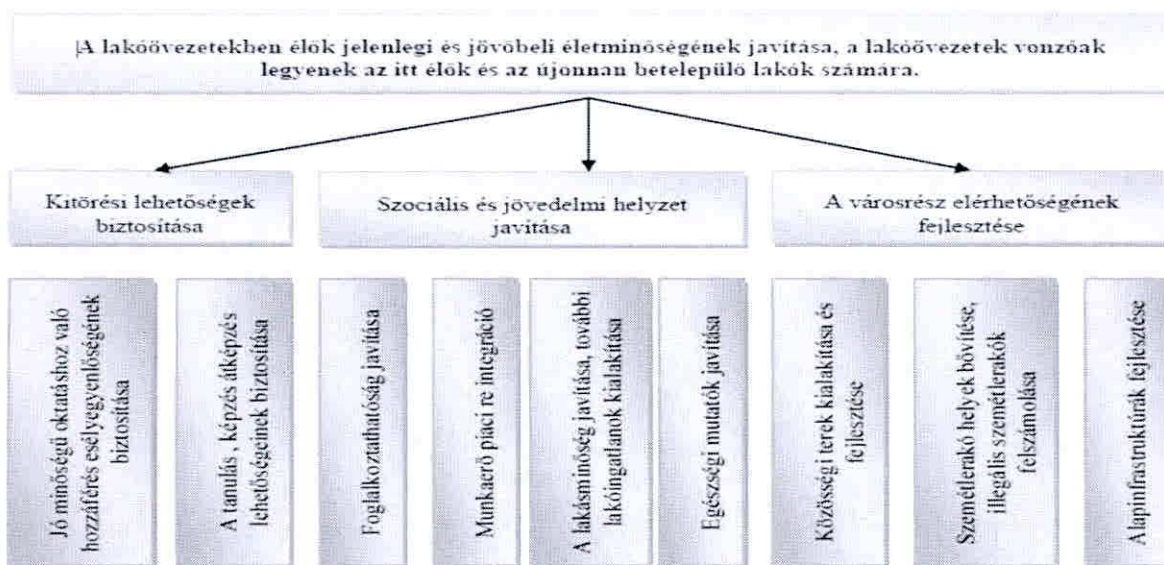 A lakóövezetekben élők jelenlegi és jövőbeli életminőségének javítása, a lakóövezetek vonzóak
legyenek az itt élők és az újonnan betelepülő lakók számára.
Kitörési lehetőségek
biztosítása
Szociális és jövedelmi helyzet
javítása
A városrész elérhetőségének
fejlesztése
Jó minőségű oktatáshoz való
hozzáférés esélyegyenlőségének
biztosítása
A tanulás , képzés átképzés
lehetőségeinek biztosítása
Foglalkoztathatóság javítása
Munkaerő piaci re integráció
A lakásminőség javítása, további
lakóingatlanok kialakítása
Egészségi mutatók javítása
Közösségi terek kialakítása és
fejlesztése
Szemétlerakó helyek bővítése,
illegális szemétlerakók
felszámolása
Alapinfrastruktúrák fejlesztése